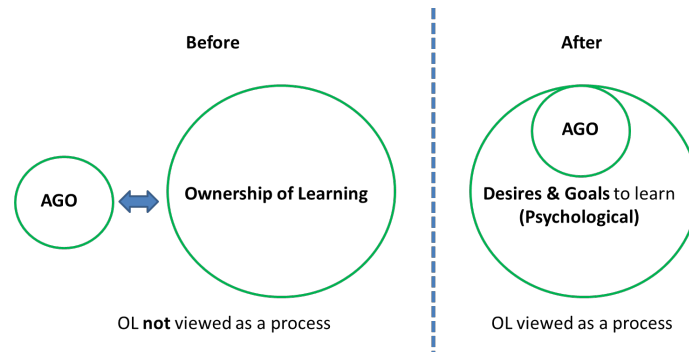 Before
AGO
Ownership of Learning
OL not viewed as a process
After
AGO
Desires & Goals to learn
(Psychological)
OL viewed as a process